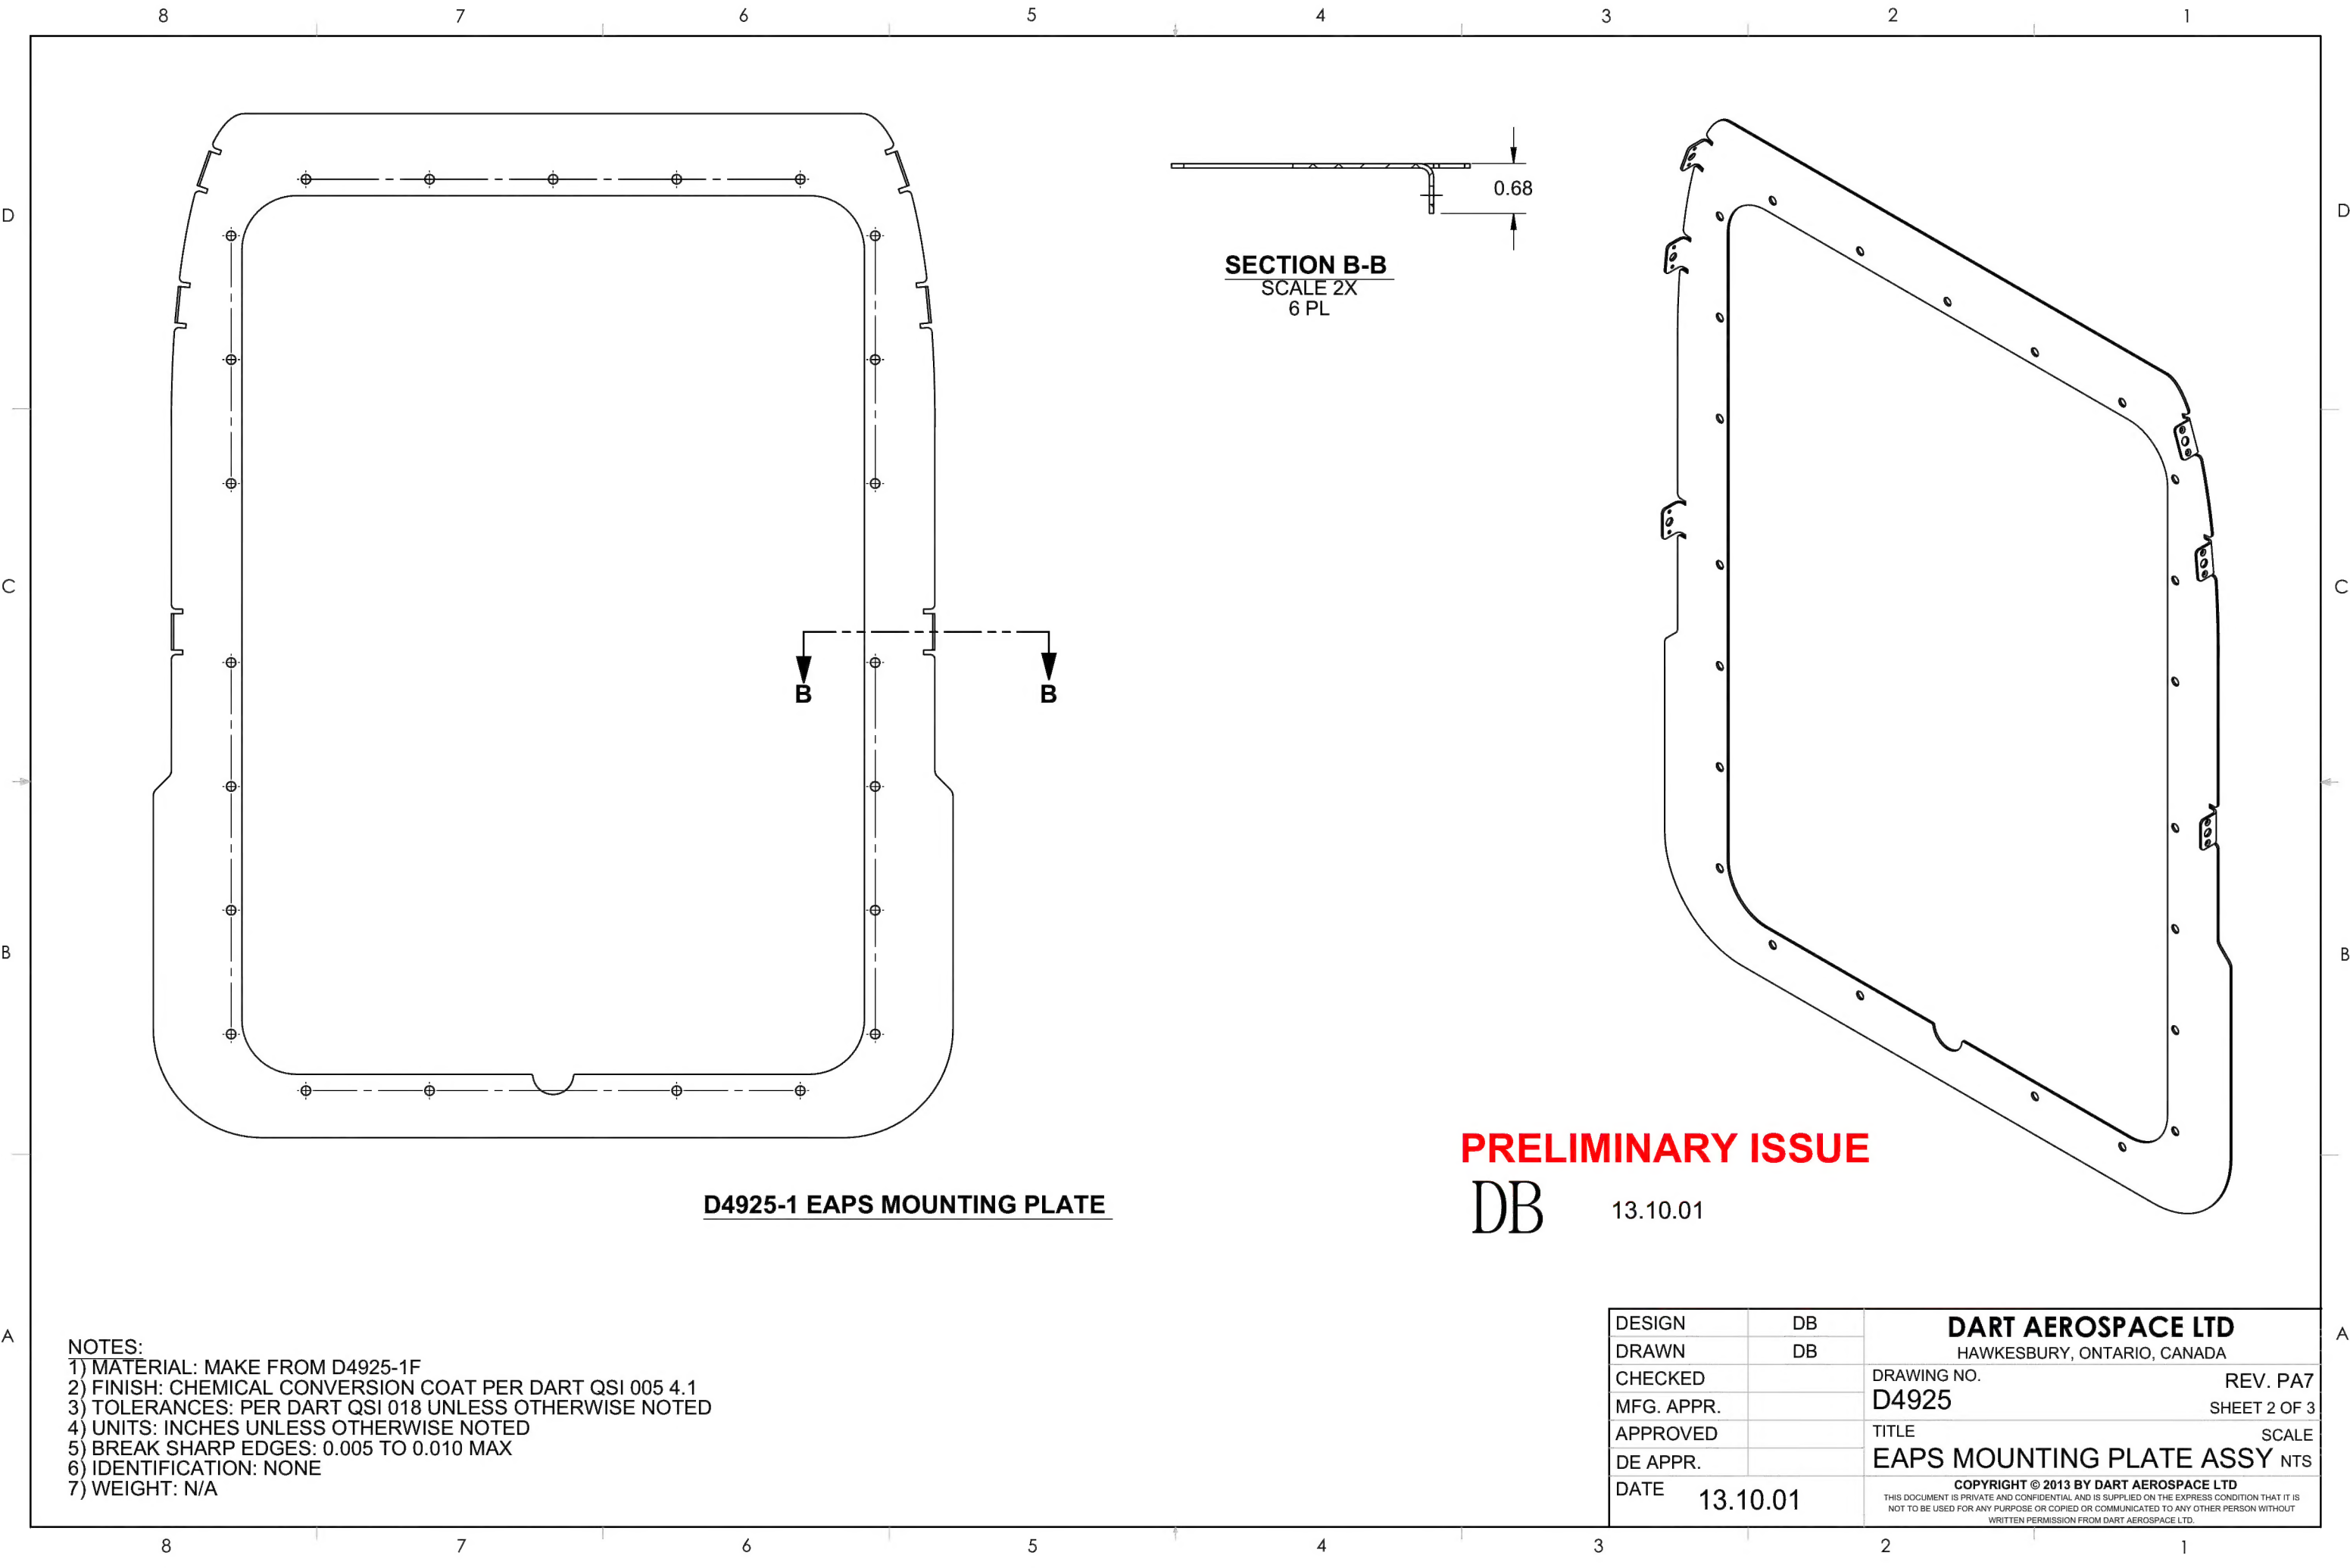 8 7 6 5 4 3 2 1
D D
C C
B B
A A
0.68
SECTION B-B
SCALE 2X
6 PL
B B
D4925-1 EAPS MOUNTING PLATE
PRELIMINARY ISSUE
DB 13.10.01
NOTES:
1) MATERIAL: MAKE FROM D4925-1F
2) FINISH: CHEMICAL CONVERSION COAT PER DART QSI 005 4.1
3) TOLERANCES: PER DART QSI 018 UNLESS OTHERWISE NOTED
4) UNITS: INCHES UNLESS OTHERWISE NOTED
5) BREAK SHARP EDGES: 0.005 TO 0.010 MAX
6) IDENTIFICATION: NONE
7) WEIGHT: N/A
DESIGN DB
DRAWN DB
CHECKED
MFG. APPR.
APPROVED
DE APPR.
DATE 13.10.01
DART AEROSPACE LTD
HAWKESBURY, ONTARIO, CANADA
DRAWING NO. REV. PA7
D4925 SHEET 2 OF 3
TITLE SCALE
EAPS MOUNTING PLATE ASSY NTS
COPYRIGHT © 2013 BY DART AEROSPACE LTD
THIS DOCUMENT IS PRIVATE AND CONFIDENTIAL AND IS SUPPLIED ON THE EXPRESS CONDITION THAT IT IS
NOT TO BE USED FOR ANY PURPOSE OR COPIED OR COMMUNICATED TO ANY OTHER PERSON WITHOUT
WRITTEN PERMISSION FROM DART AEROSPACE LTD.
8 7 6 5 4 3 2 1